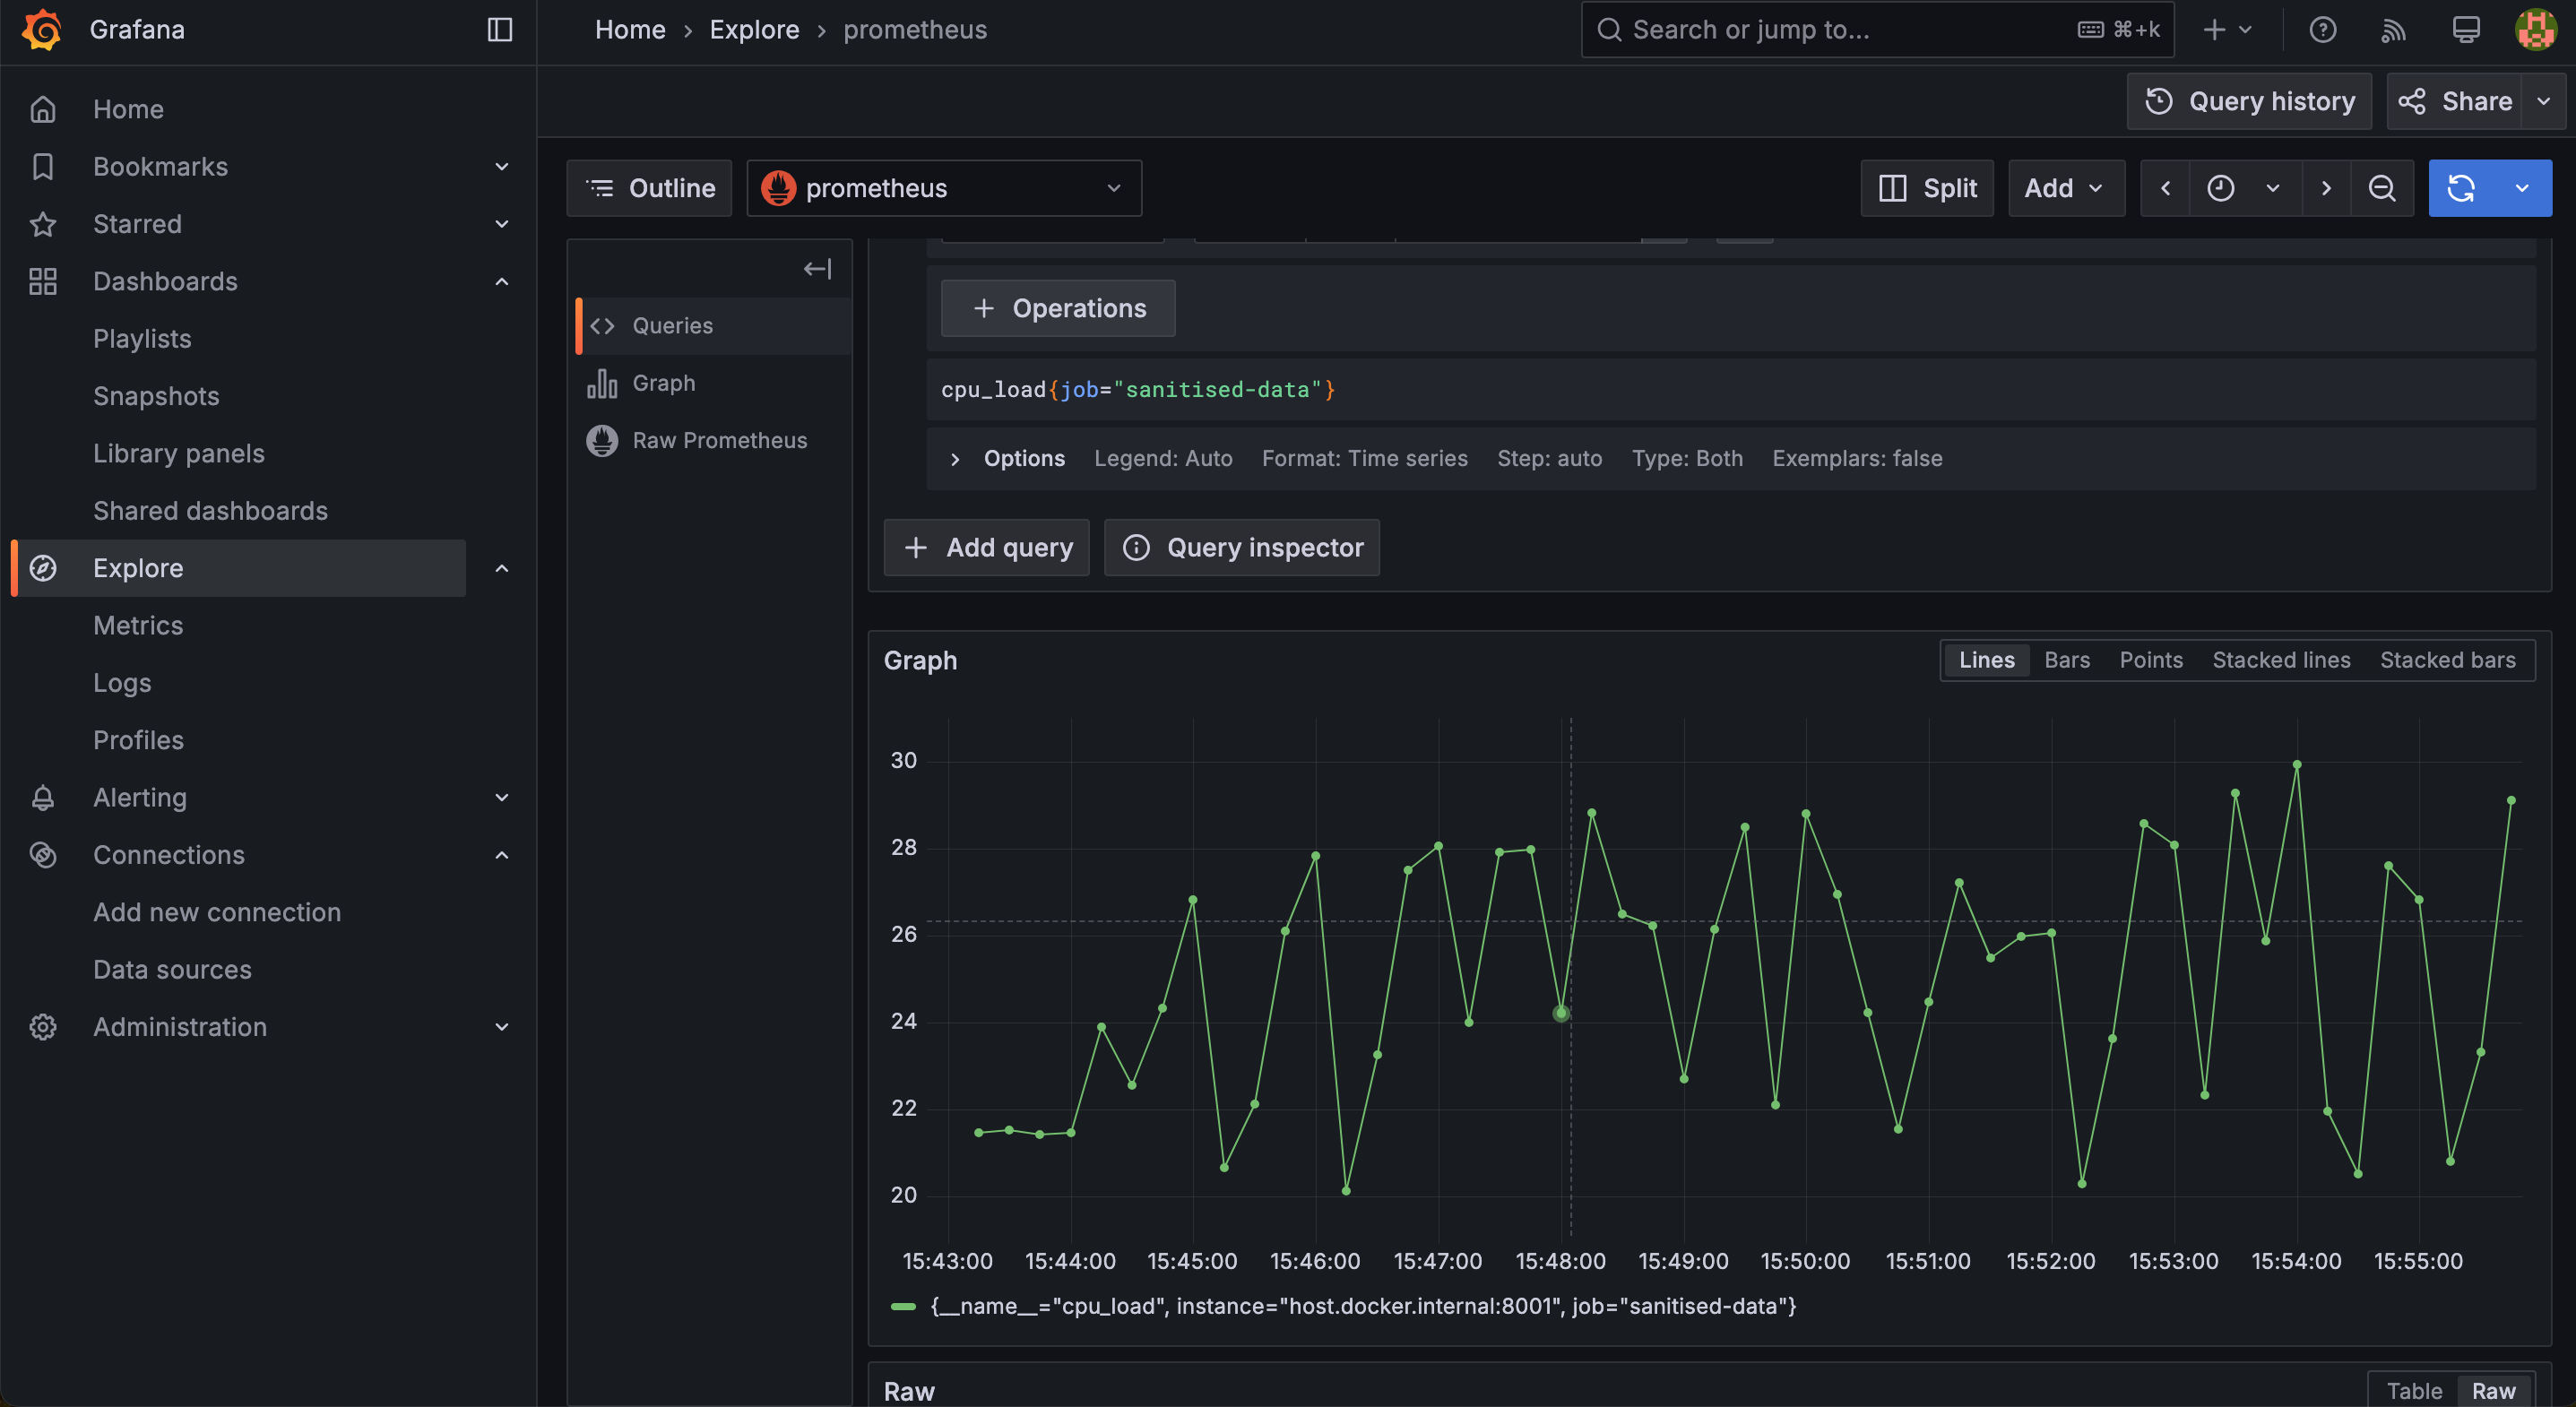 Grafana
Home › Explore › prometheus
Search or jump to...
⌘+k
Query history
Share
Home
Bookmarks
Starred
Dashboards
Playlists
Snapshots
Library panels
Shared dashboards
Explore
Metrics
Logs
Profiles
Alerting
Connections
Add new connection
Data sources
Administration
Outline
prometheus
Split
Add
Queries
Graph
Raw Prometheus
+ Operations
cpu_load{job="sanitised-data"}
Options Legend: Auto Format: Time series Step: auto Type: Both Exemplars: false
+ Add query
Query inspector
Graph
Lines Bars Points Stacked lines Stacked bars
30
28
26
24
22
20
15:43:00 15:44:00 15:45:00 15:46:00 15:47:00 15:48:00 15:49:00 15:50:00 15:51:00 15:52:00 15:53:00 15:54:00 15:55:00
{__name__="cpu_load", instance="host.docker.internal:8001", job="sanitised-data"}
Raw
Table Raw